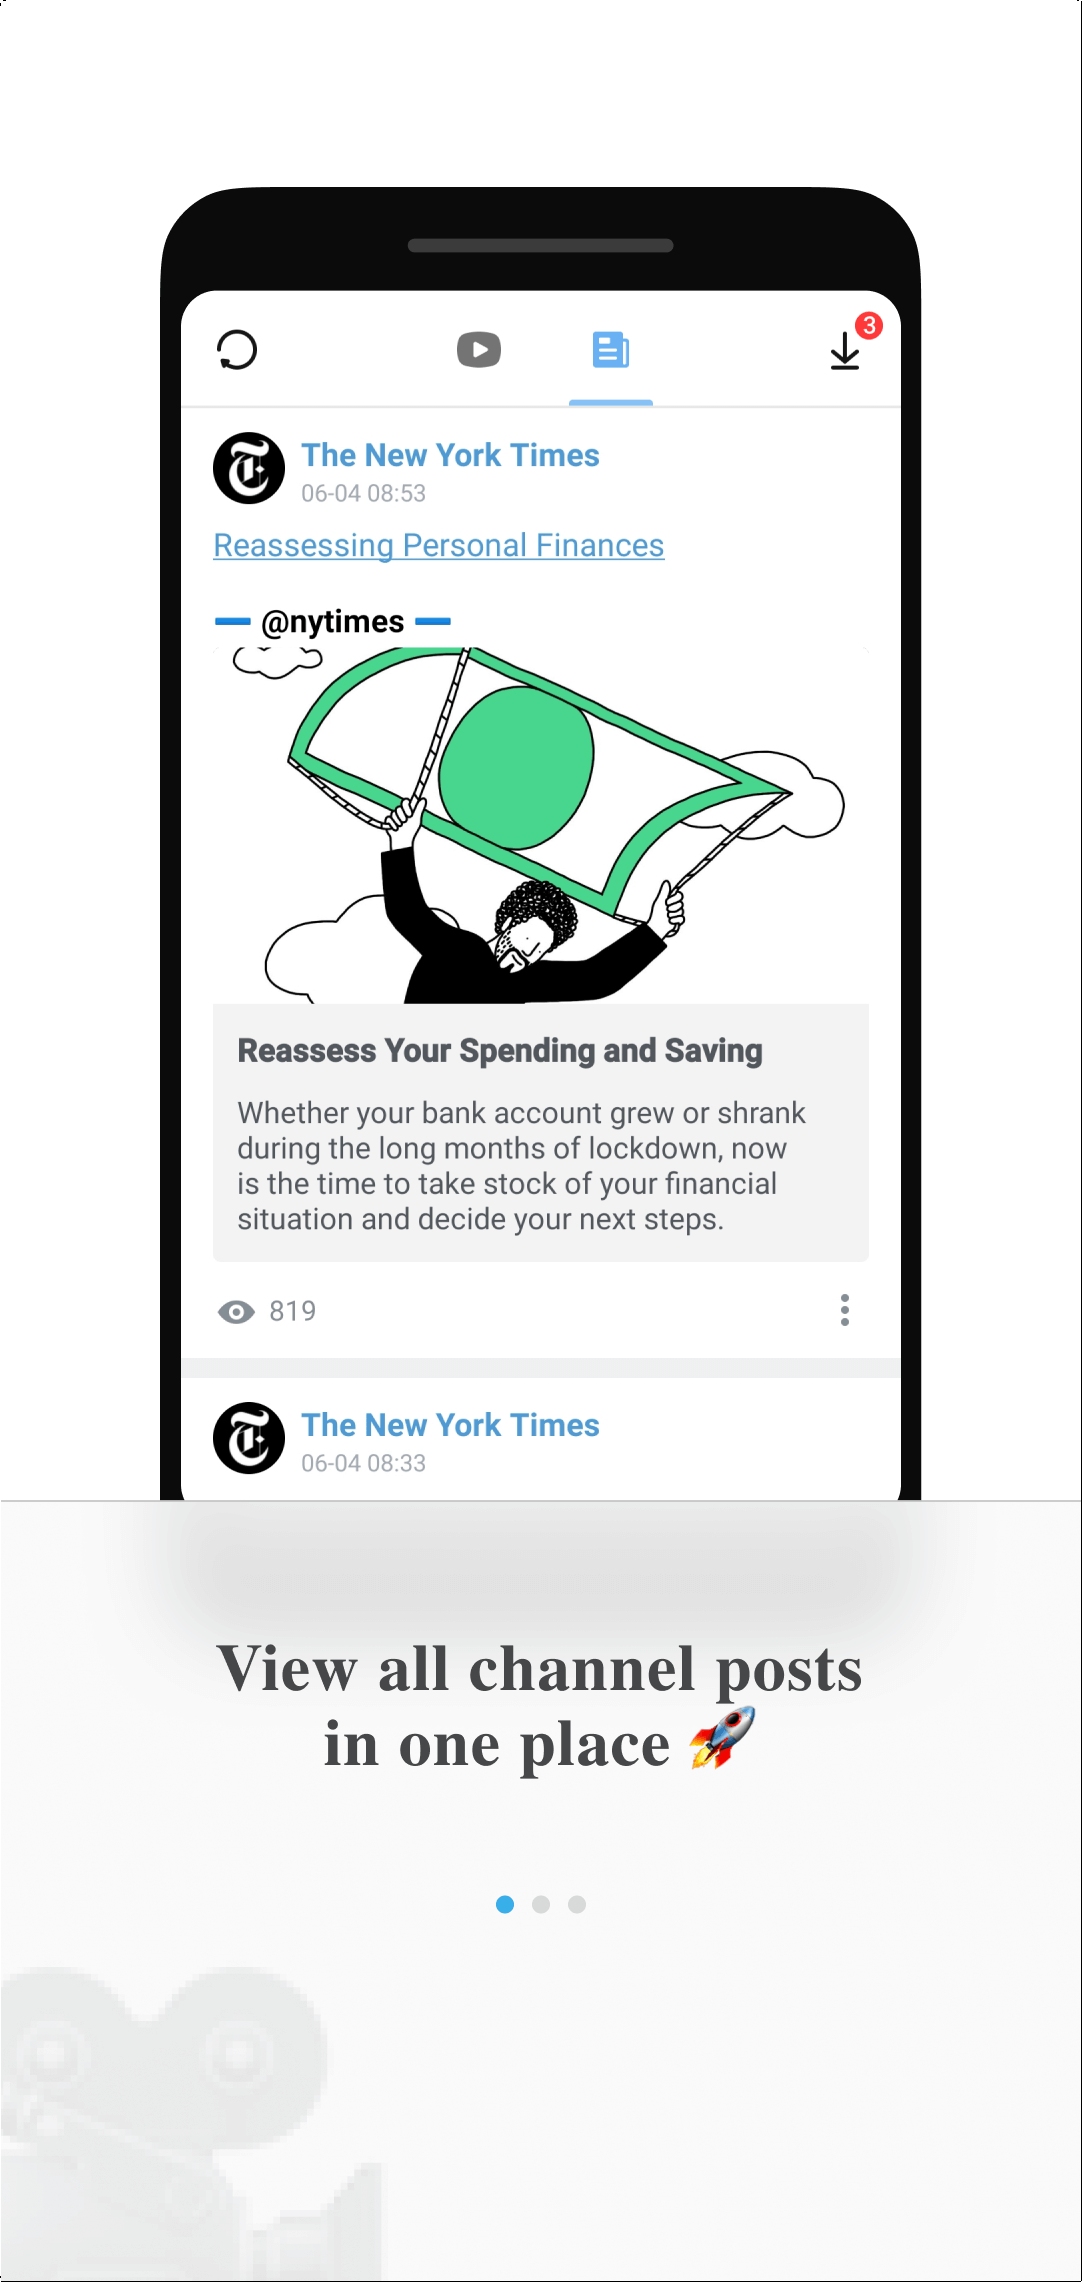 3
The New York Times
06-04 08:53
Reassessing Personal Finances
➖ @nytimes ➖
Reassess Your Spending and Saving
Whether your bank account grew or shrank
during the long months of lockdown, now
is the time to take stock of your financial
situation and decide your next steps.
819
The New York Times
06-04 08:33
View all channel posts
in one place 🚀